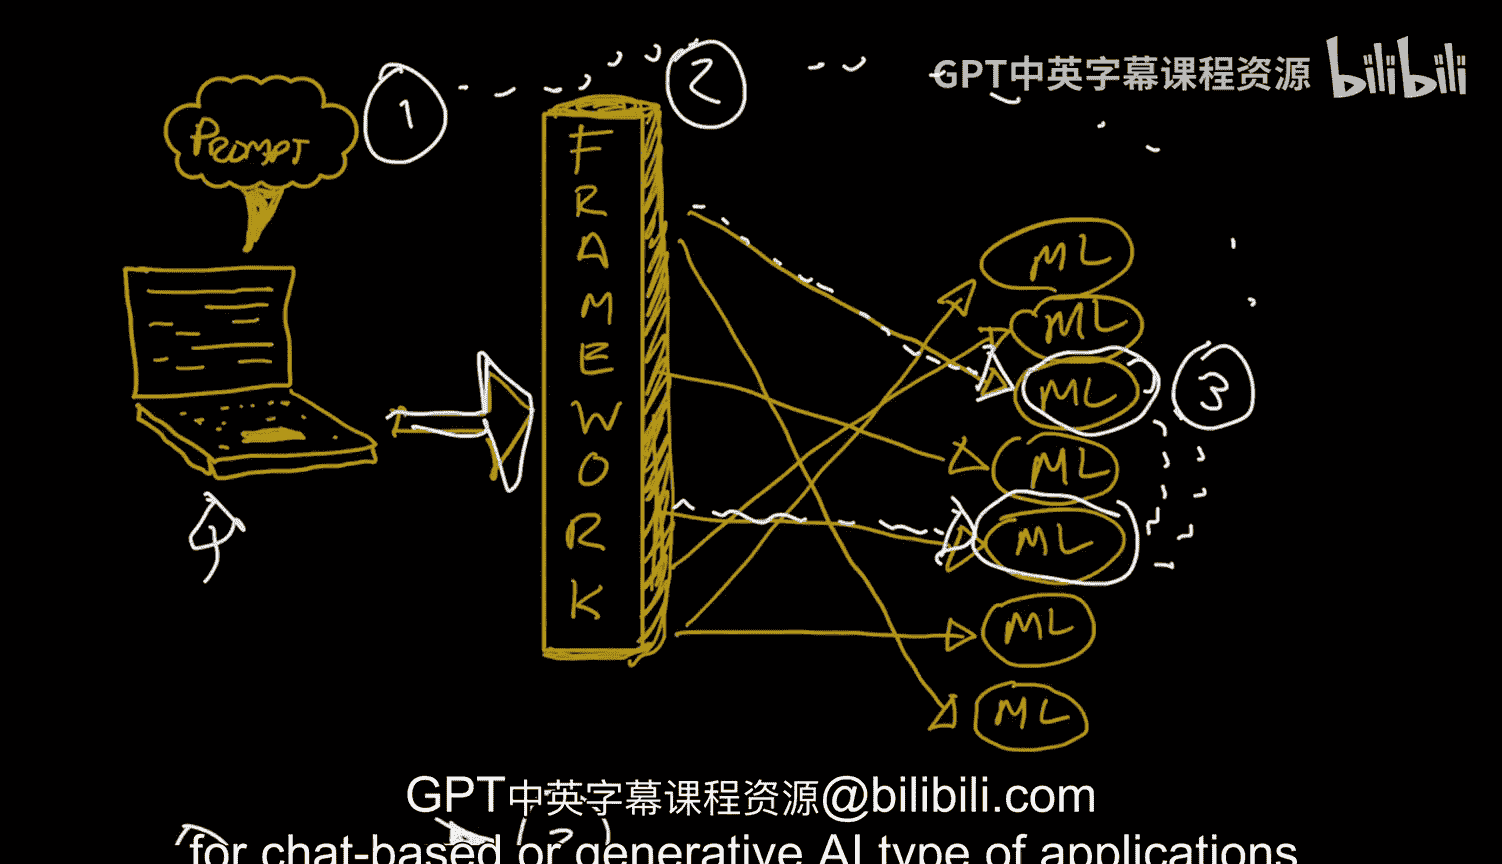 GPT中英字幕课程资源 bilibili
PROMPT
1
2
FRAMEWORK
ML
ML
ML
3
ML
ML
ML
ML
GPT中英字幕课程资源@bilibili.com
for chat-based or generative AI type of applications